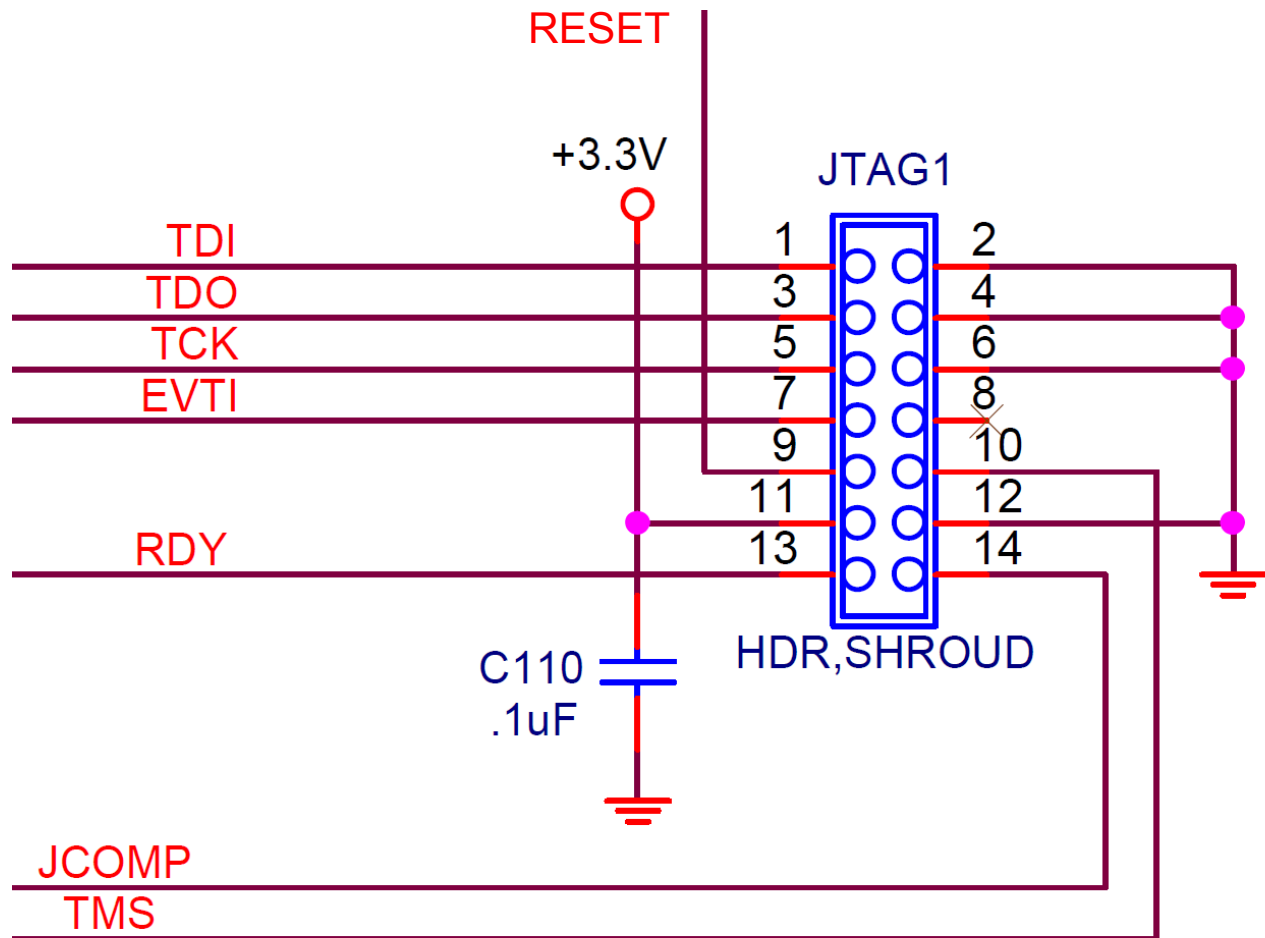 RESET
+3.3V
JTAG1
TDI
1
2
TDO
3
4
TCK
5
6
EVTI
7
8
9
10
11
12
RDY
13
14
C110
.1uF
HDR,SHROUD
JCOMP
TMS